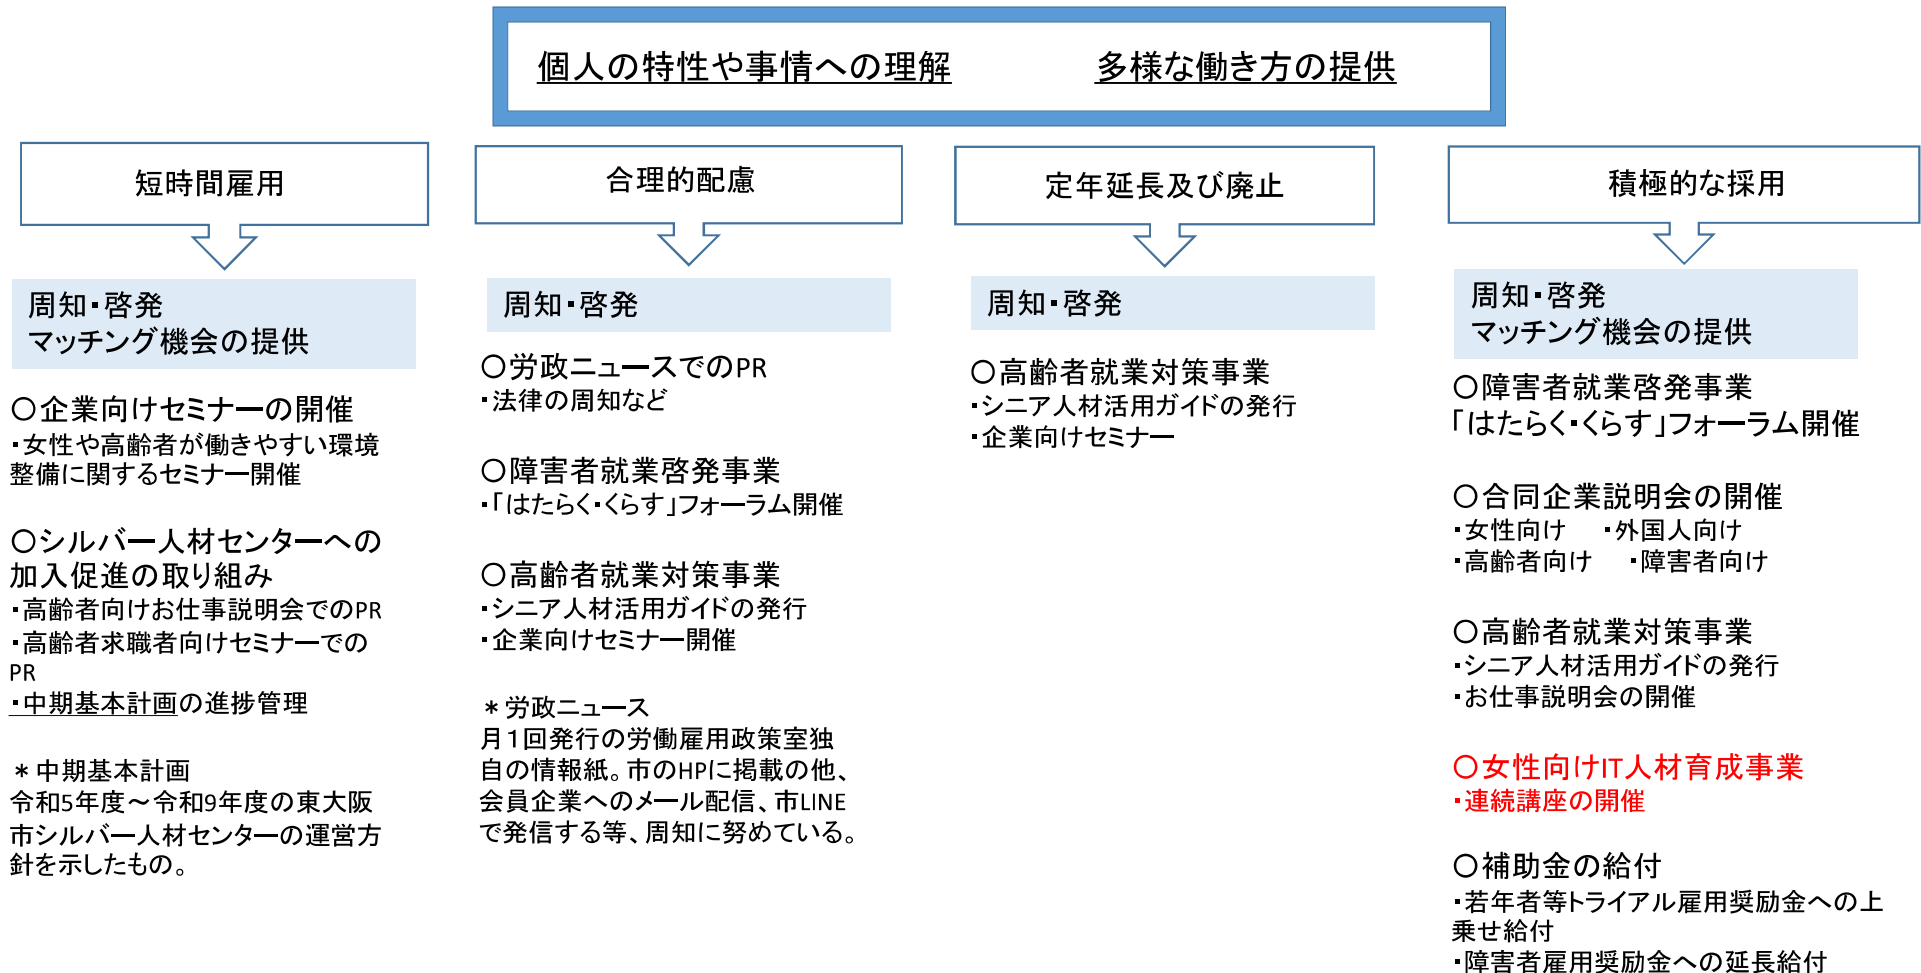 個人の特性や事情への理解　多様な働き方の提供
短時間雇用
周知・啓発
マッチング機会の提供
○企業向けセミナーの開催
・女性や高齢者が働きやすい環境
整備に関するセミナー開催
○シルバー人材センターへの
加入促進の取り組み
・高齢者向けお仕事説明会でのPR
・高齢者求職者向けセミナーでの
PR
・中期基本計画の進捗管理
＊中期基本計画
令和5年度～令和9年度の東大阪
市シルバー人材センターの運営方
針を示したもの。
合理的配慮
周知・啓発
○労政ニュースでのPR
・法律の周知など
○障害者就業啓発事業
・「はたらく・くらす」フォーラム開催
○高齢者就業対策事業
・シニア人材活用ガイドの発行
・企業向けセミナー開催
＊労政ニュース
月１回発行の労働雇用政策室独
自の情報紙。市のHPに掲載の他、
会員企業へのメール配信、市LINE
で発信する等、周知に努めている。
定年延長及び廃止
周知・啓発
○高齢者就業対策事業
・シニア人材活用ガイドの発行
・企業向けセミナー
積極的な採用
周知・啓発
マッチング機会の提供
○障害者就業啓発事業
「はたらく・くらす」フォーラム開催
○合同企業説明会の開催
・女性向け　・外国人向け
・高齢者向け　・障害者向け
○高齢者就業対策事業
・シニア人材活用ガイドの発行
・お仕事説明会の開催
○女性向けIT人材育成事業
・連続講座の開催
○補助金の給付
・若年者等トライアル雇用奨励金への上
乗せ給付
・障害者雇用奨励金への延長給付